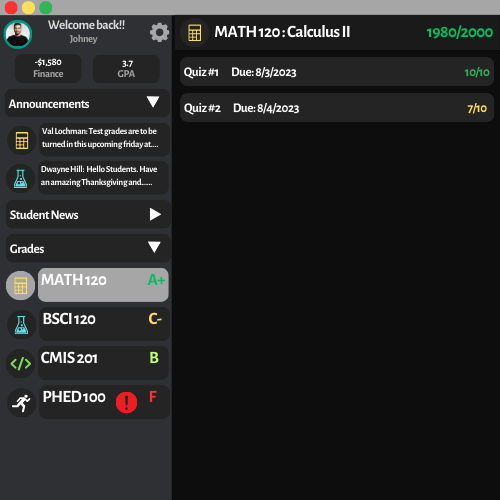 Welcome back!!
Johney
-$1,580
Finance
3.7
GPA
Announcements
Val Lochman: Test grades are to be
turned in this upcoming friday at....
Dwayne Hill: Hello Students. Have
an amazing Thanksgiving and......
Student News
Grades
MATH 120 A+
BSCI 120 C-
</> CMIS 201 B
PHED 100 ! F
MATH 120 : Calculus II 1980/2000
Quiz #1 Due: 8/3/2023 10/10
Quiz #2 Due: 8/4/2023 7/10